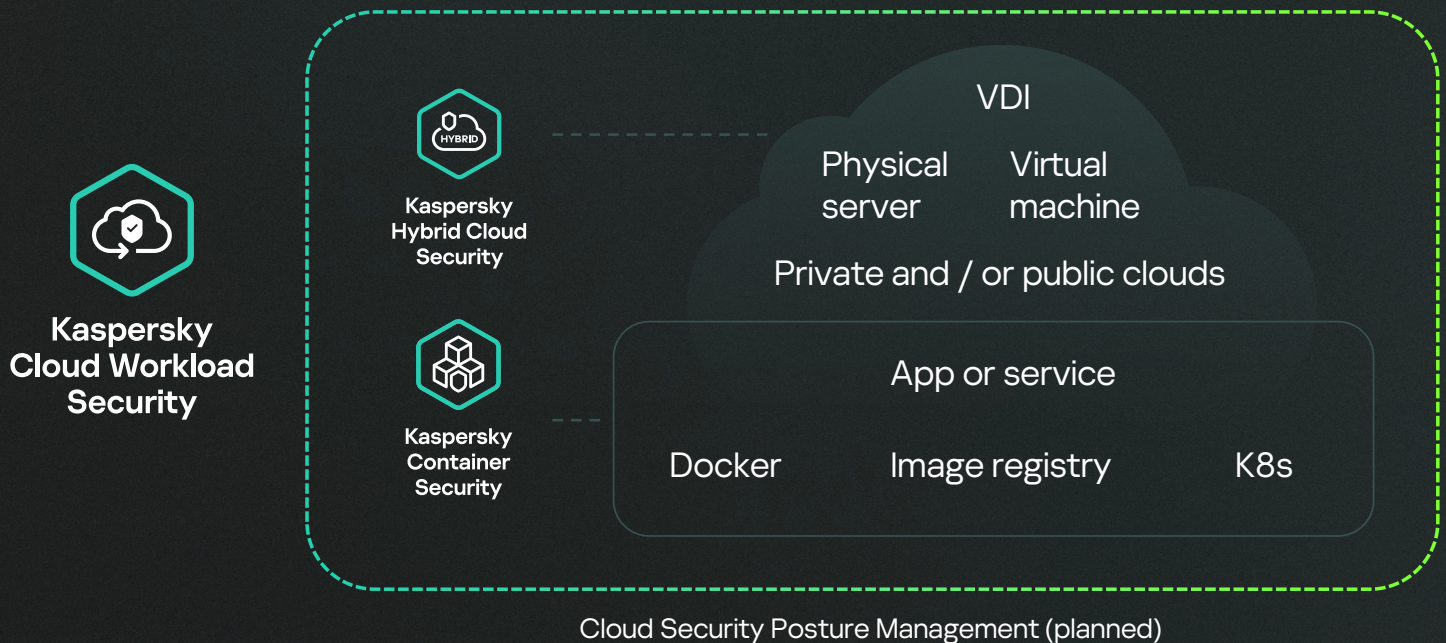 Kaspersky
Cloud Workload
Security
HYBRID
Kaspersky
Hybrid Cloud
Security
VDI
Physical
server
Virtual
machine
Private and / or public clouds
Kaspersky
Container
Security
App or service
Docker
Image registry
K8s
Cloud Security Posture Management (planned)